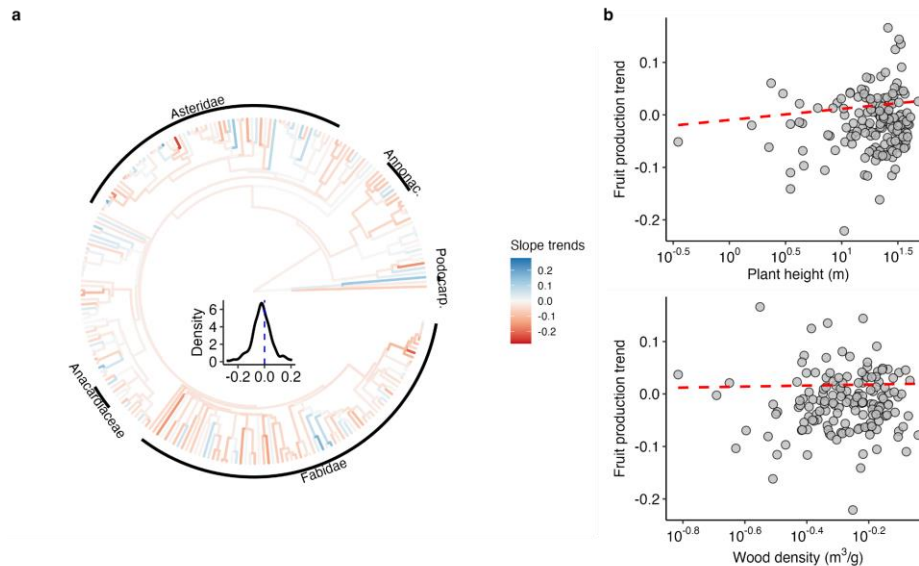 a
Asteridae
Annonac.
Podocarp.
Fabidae
Anacardiaceae
Slope trends
0.2
0.1
0.0
-0.1
-0.2
Density
6
4
2
0
-0.2 0.0 0.2
b
Fruit production trend
0.1
0.0
-0.1
-0.2
10^-0.5 10^0.0 10^0.5 10^1.0 10^1.5
Plant height (m)
Fruit production trend
0.1
0.0
-0.1
-0.2
10^-0.8 10^-0.6 10^-0.4 10^-0.2
Wood density (m^3/g)